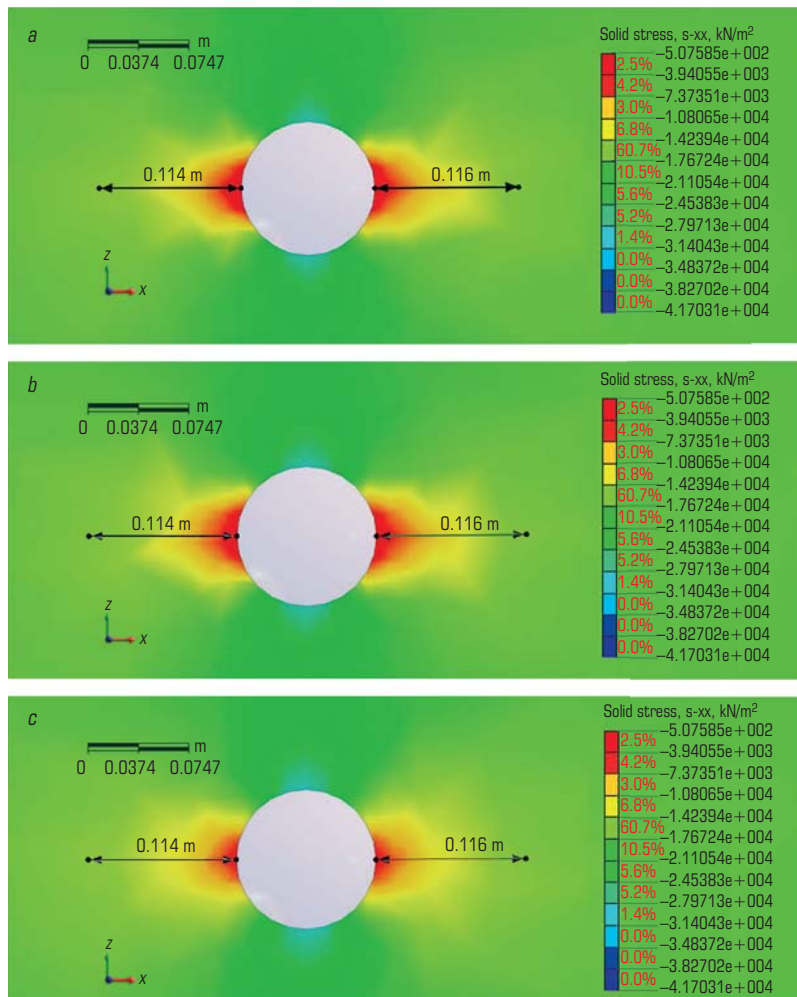 a
m
0 0.0374 0.0747
0.114 m
0.116 m
z
x
Solid stress, s-xx, kN/m²
−5.07585e+002
2.5%
−3.94055e+003
4.2%
−7.37351e+003
3.0%
−1.08065e+004
6.8%
−1.42394e+004
60.7%
−1.76724e+004
10.5%
−2.11054e+004
5.6%
−2.45383e+004
5.2%
−2.79713e+004
1.4%
−3.14043e+004
0.0%
−3.48372e+004
0.0%
−3.82702e+004
0.0%
−4.17031e+004
b
m
0 0.0374 0.0747
0.114 m
0.116 m
z
x
Solid stress, s-xx, kN/m²
−5.07585e+002
2.5%
−3.94055e+003
4.2%
−7.37351e+003
3.0%
−1.08065e+004
6.8%
−1.42394e+004
60.7%
−1.76724e+004
10.5%
−2.11054e+004
5.6%
−2.45383e+004
5.2%
−2.79713e+004
1.4%
−3.14043e+004
0.0%
−3.48372e+004
0.0%
−3.82702e+004
0.0%
−4.17031e+004
c
m
0 0.0374 0.0747
0.114 m
0.116 m
z
x
Solid stress, s-xx, kN/m²
−5.07585e+002
2.5%
−3.94055e+003
4.2%
−7.37351e+003
3.0%
−1.08065e+004
6.8%
−1.42394e+004
60.7%
−1.76724e+004
10.5%
−2.11054e+004
5.6%
−2.45383e+004
5.2%
−2.79713e+004
1.4%
−3.14043e+004
0.0%
−3.48372e+004
0.0%
−3.82702e+004
0.0%
−4.17031e+004